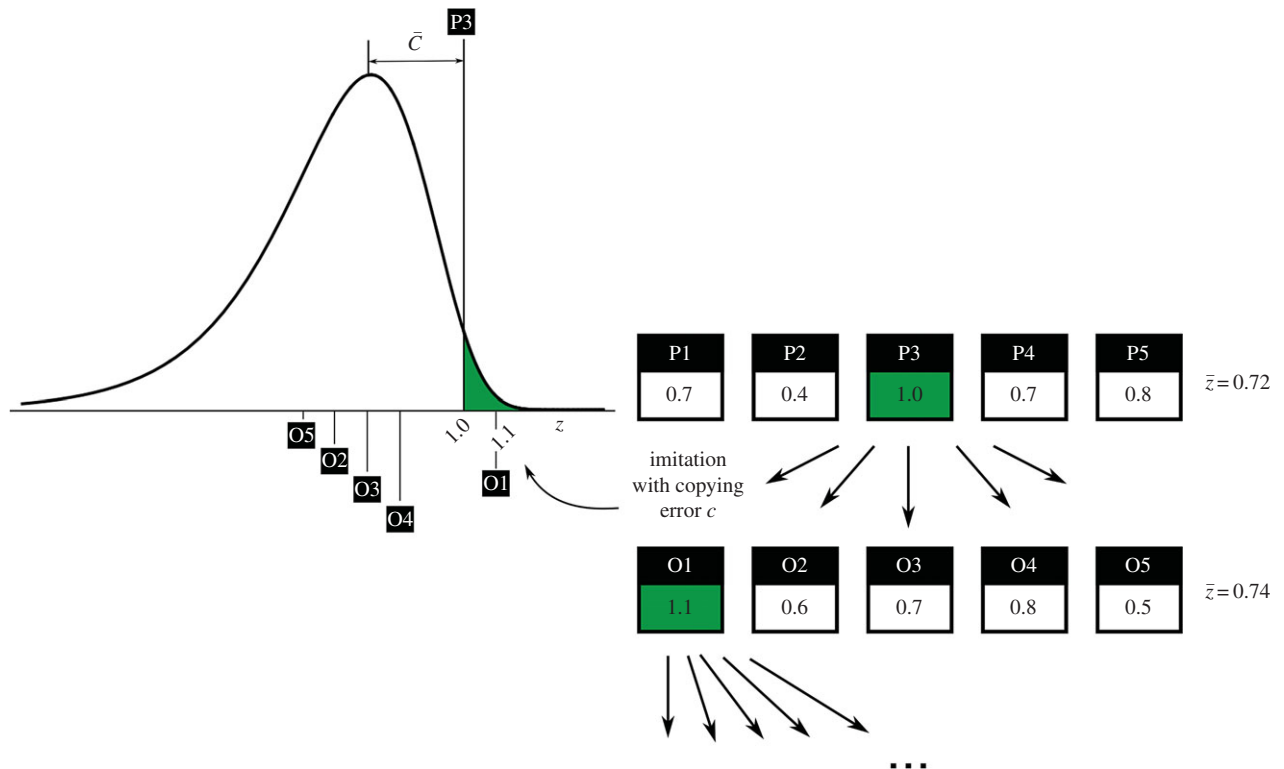 P3
C̄
O5
O2
O3
O4
1.0
1.1
z
O1
P1 P2 P3 P4 P5
0.7 0.4 1.0 0.7 0.8
z̄ = 0.72
imitation
with copying
error c
O1 O2 O3 O4 O5
1.1 0.6 0.7 0.8 0.5
z̄ = 0.74
...